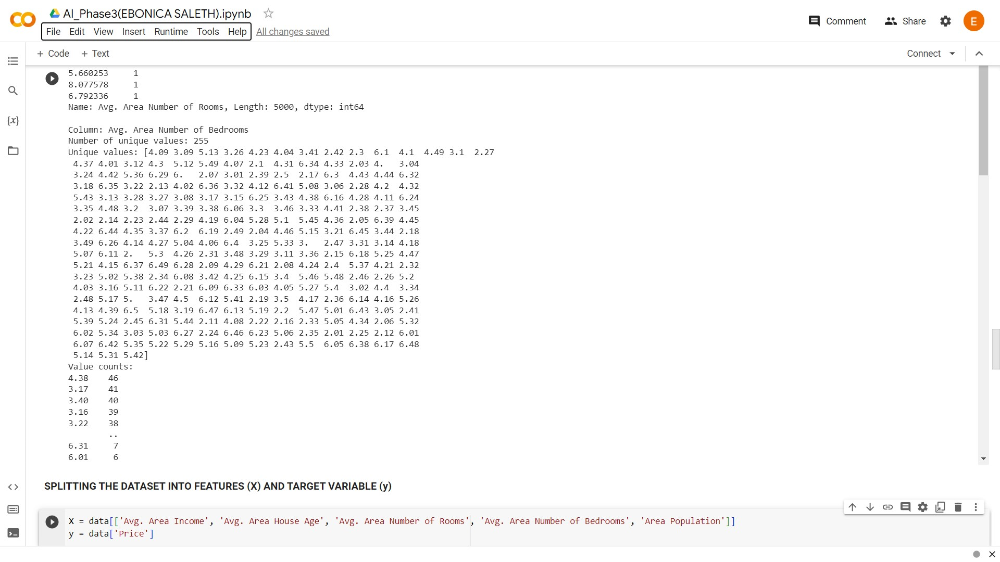 AI_Phase3(EBONICA SALETH).ipynb
File Edit View Insert Runtime Tools Help All changes saved
Comment Share E
+ Code + Text Connect
5.660253     1
8.077578     1
6.792336     1
Name: Avg. Area Number of Rooms, Length: 5000, dtype: int64
Column: Avg. Area Number of Bedrooms
Number of unique values: 255
Unique values: [4.09 3.09 5.13 3.26 4.23 4.04 3.41 2.42 2.3  6.1  4.1  4.49 3.1  2.27
4.37 4.01 3.12 4.3  5.12 5.49 4.07 2.1  4.31 6.34 4.33 2.03 4.   3.04
3.24 4.42 5.36 6.29 6.   2.07 3.01 2.39 2.5  2.17 6.3  4.43 4.44 6.32
3.18 6.35 3.22 2.13 4.02 6.36 3.32 4.12 6.41 5.08 3.06 2.28 4.2  4.32
5.43 3.13 3.28 3.27 3.08 3.17 3.15 6.25 3.43 4.38 6.16 4.28 4.11 6.24
3.35 4.48 3.2  3.07 3.39 3.38 6.06 3.3  3.46 3.33 4.41 2.38 2.37 3.45
2.02 2.14 2.23 2.44 2.29 4.19 6.04 5.28 5.1  5.45 4.36 2.05 6.39 4.45
4.22 6.44 4.35 3.37 6.2  6.19 2.49 2.04 4.46 5.15 3.21 6.45 3.44 2.18
3.49 6.26 4.14 4.27 5.04 4.06 6.4  3.25 5.33 3.   2.47 3.31 3.14 4.18
5.07 6.11 2.   5.3  4.26 2.31 3.48 3.29 3.11 3.36 2.15 6.18 5.25 4.47
5.21 4.15 6.37 6.49 6.28 2.09 4.29 6.21 2.08 4.24 2.4  5.37 4.21 2.32
3.23 5.02 5.38 2.34 6.08 3.42 4.25 6.15 3.4  5.46 5.48 2.46 2.26 5.2
4.03 3.16 5.11 6.22 2.21 6.09 6.33 6.03 4.05 5.27 5.4  3.02 4.4  3.34
2.48 5.17 5.   3.47 4.5  6.12 5.41 2.19 3.5  4.17 2.36 6.14 4.16 5.26
4.13 4.39 6.5  5.18 3.19 6.47 6.13 5.19 2.2  5.47 5.01 6.43 3.05 2.41
5.39 5.24 2.45 6.31 5.44 2.11 4.08 2.22 2.16 2.33 5.05 4.34 2.06 5.32
6.02 5.34 3.03 5.03 6.27 2.24 6.46 6.23 5.06 2.35 2.01 2.25 2.12 6.01
6.07 6.42 5.35 5.22 5.29 5.16 5.09 5.23 2.43 5.5  6.05 6.38 6.17 6.48
5.14 5.31 5.42]
Value counts:
4.38    46
3.17    41
3.40    40
3.16    39
3.22    38
..
6.31     7
6.01     6
SPLITTING THE DATASET INTO FEATURES (X) AND TARGET VARIABLE (y)
X = data[['Avg. Area Income', 'Avg. Area House Age', 'Avg. Area Number of Rooms', 'Avg. Area Number of Bedrooms', 'Area Population']]
y = data['Price']